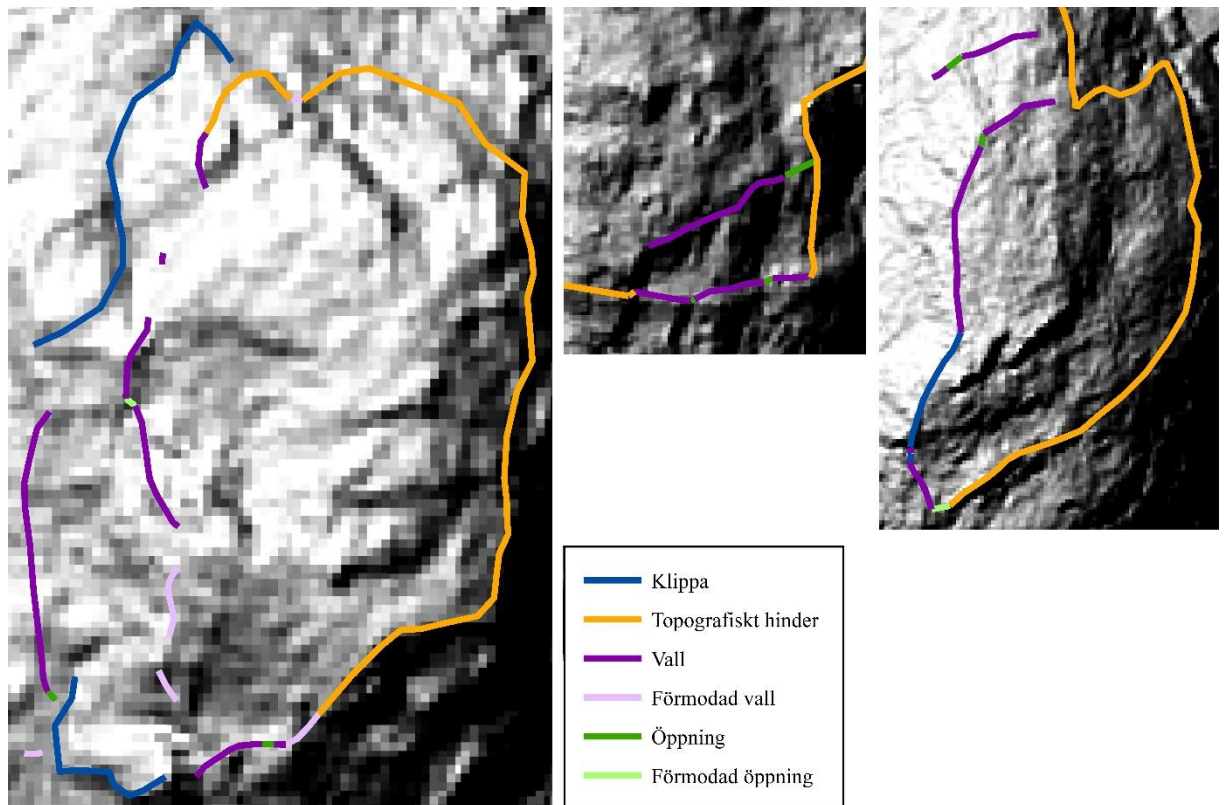 Klippa
Topografiskt hinder
Vall
Förmodad vall
Öppning
Förmodad öppning